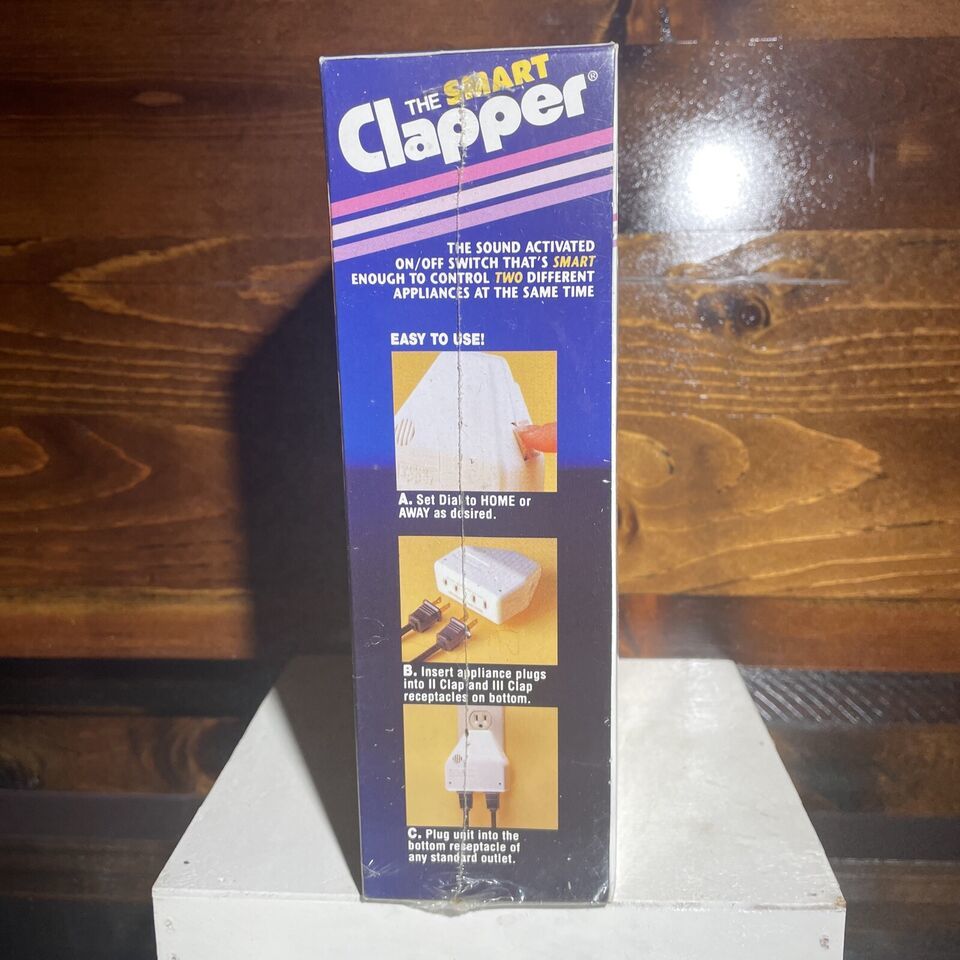 THE SMART
Clapper®
THE SOUND ACTIVATED
ON/OFF SWITCH THAT'S SMART
ENOUGH TO CONTROL TWO DIFFERENT
APPLIANCES AT THE SAME TIME
EASY TO USE!
A. Set Dial to HOME or
AWAY as desired.
B. Insert appliance plugs
into II Clap and III Clap
receptacles on bottom.
C. Plug unit into the
bottom receptacle of
any standard outlet.